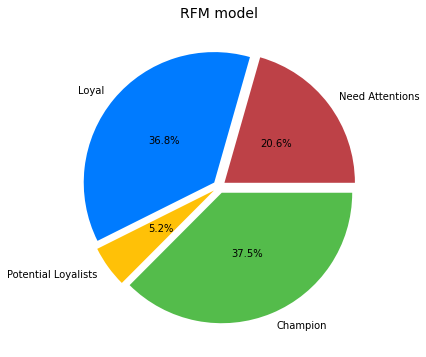 RFM model
Loyal
Need Attentions
36.8%
20.6%
5.2%
37.5%
Potential Loyalists
Champion